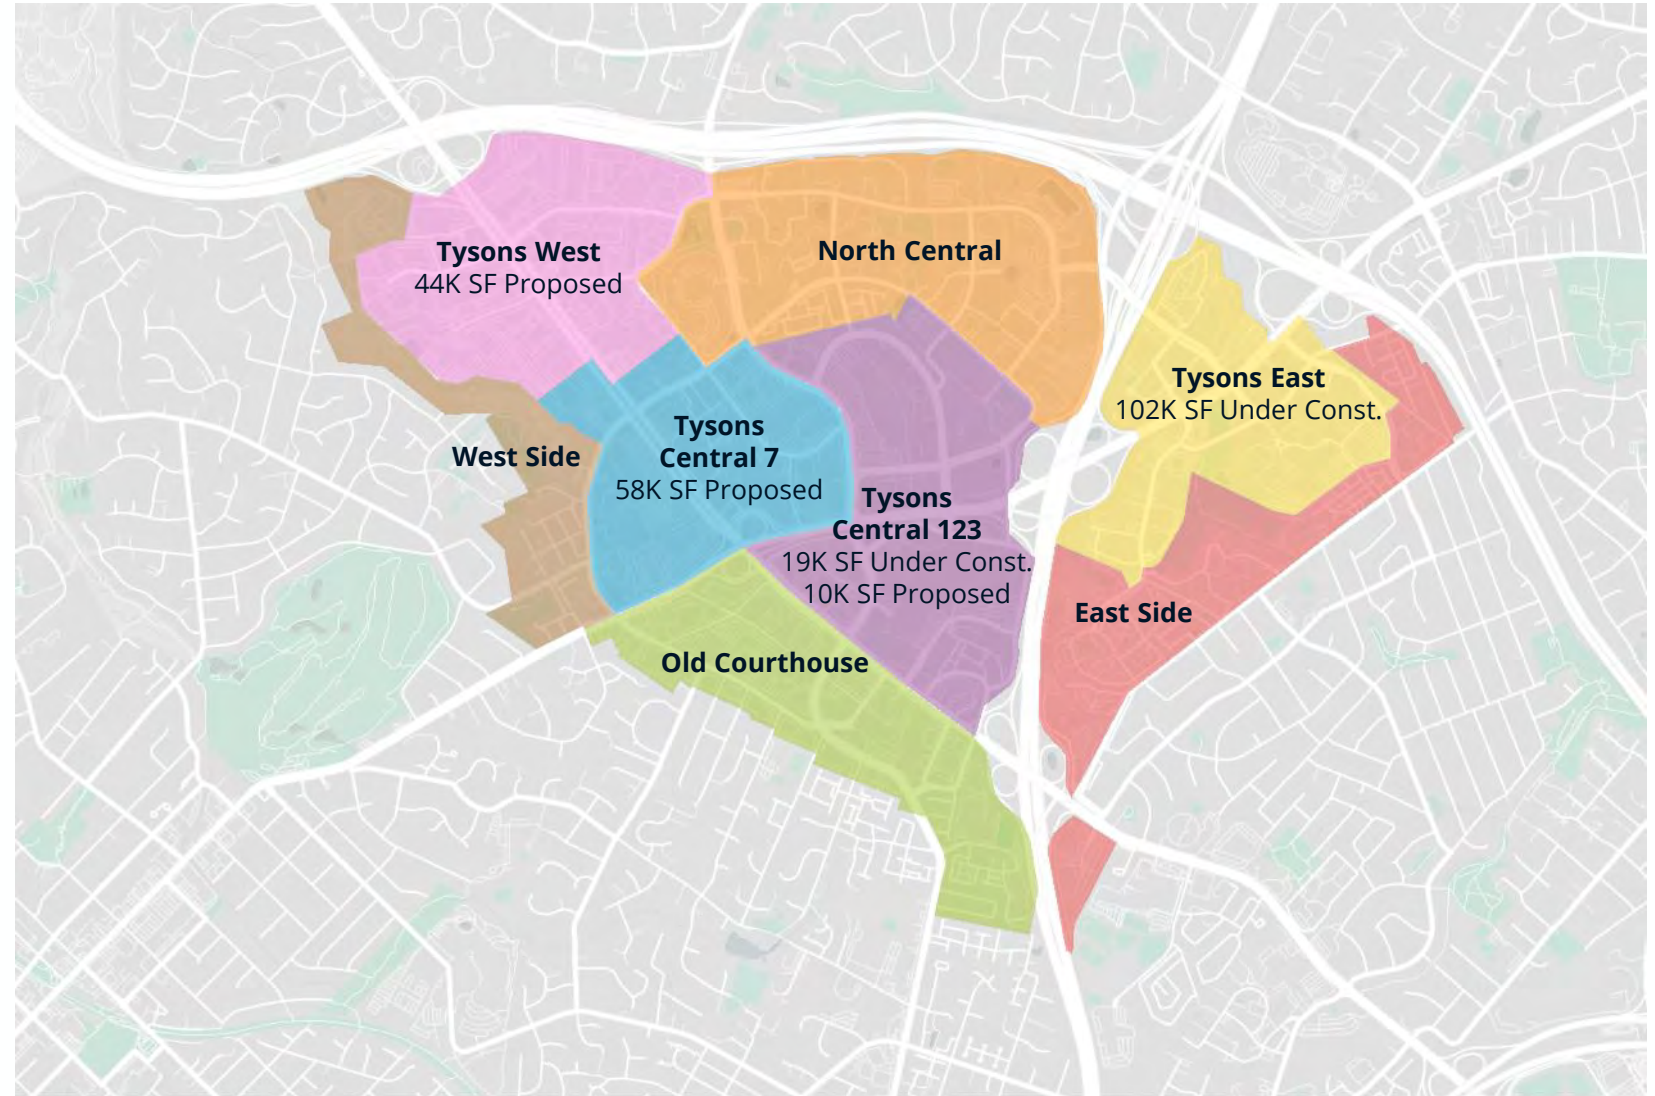 Tysons West
44K SF Proposed
North Central
Tysons East
102K SF Under Const.
Tysons
Central 7
58K SF Proposed
West Side
Tysons
Central 123
19K SF Under Const.
10K SF Proposed
East Side
Old Courthouse